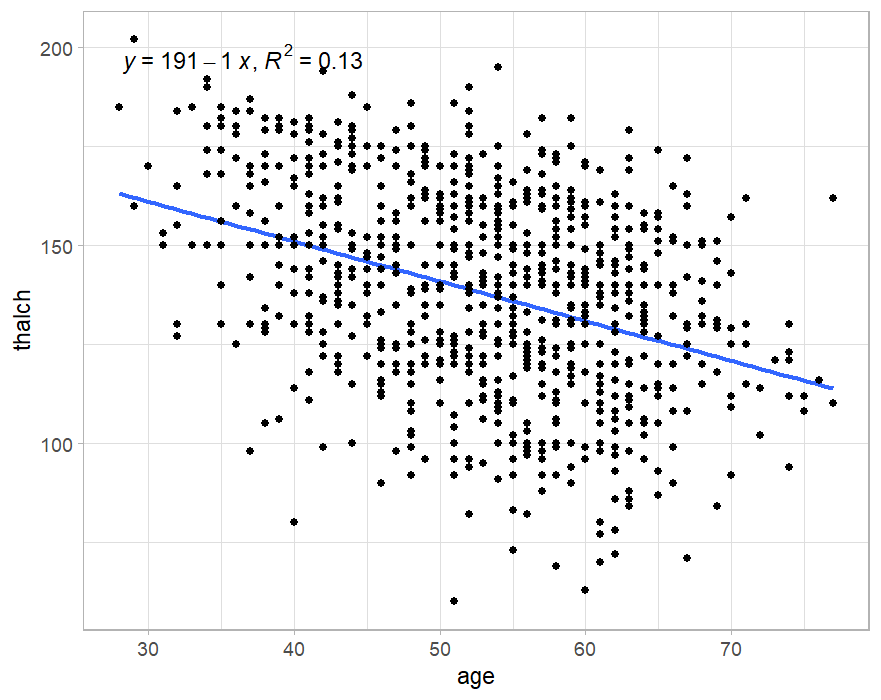 y = 191 – 1 x, R² = 0.13
200
150
100
thalch
30 40 50 60 70
age